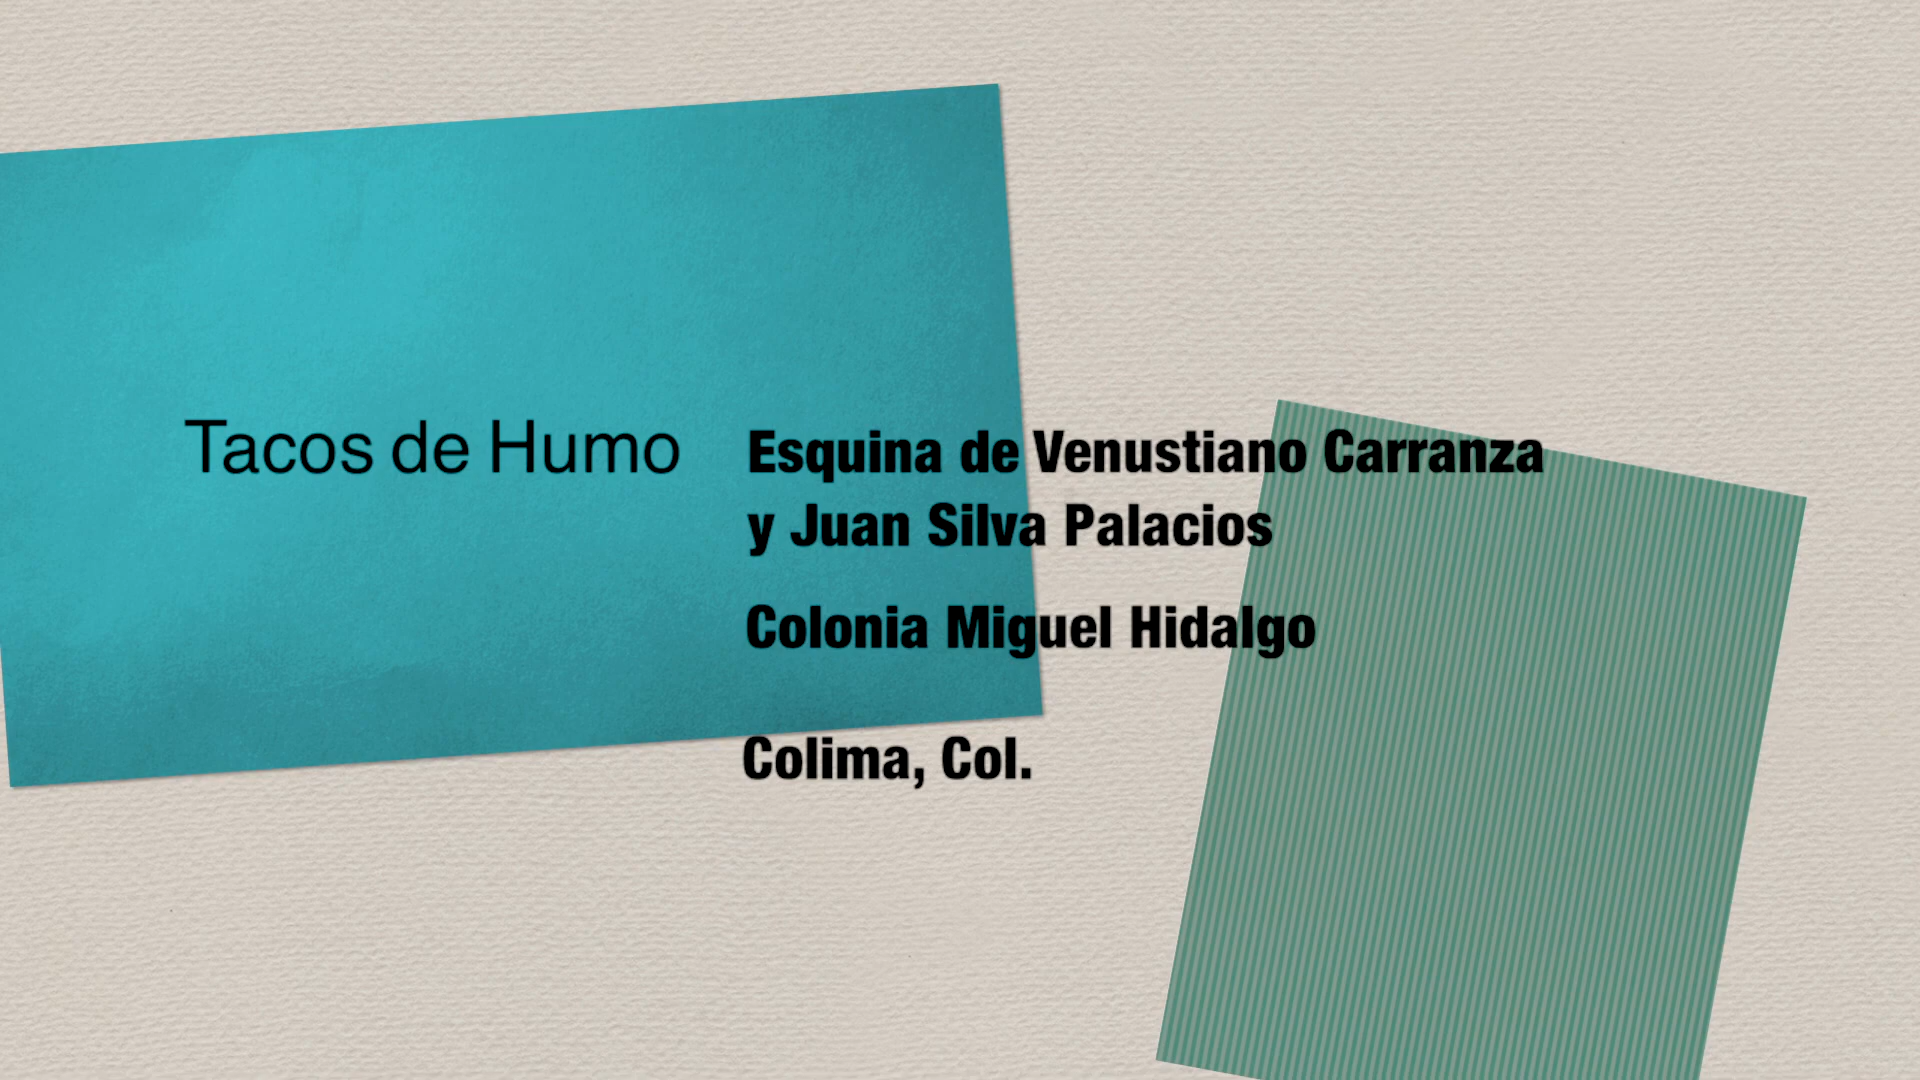 Tacos de Humo
Esquina de Venustiano Carranza
y Juan Silva Palacios
Colonia Miguel Hidalgo
Colima, Col.